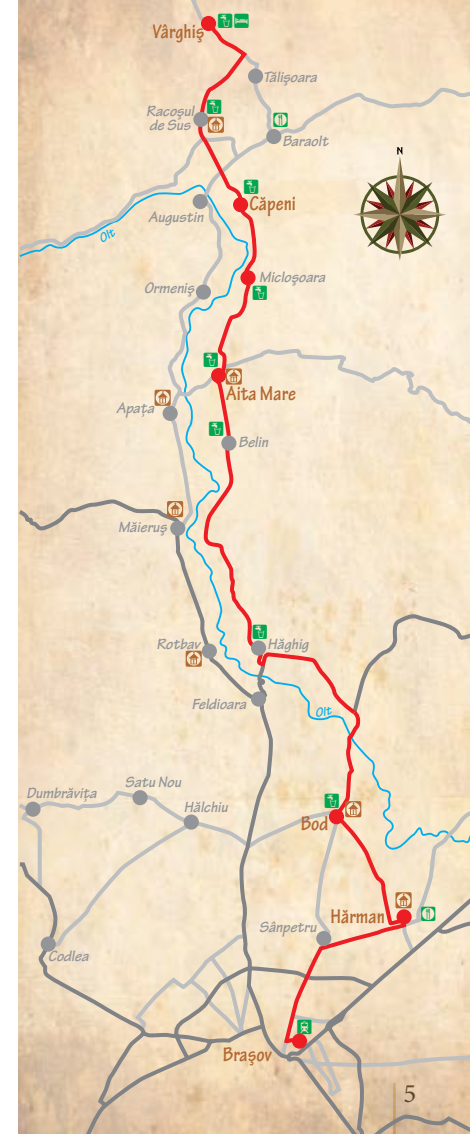 Vârghiş
Tălişoara
Racoşul
de Sus
Baraolt
N
Căpeni
Augustin
Olt
Micloşoara
Ormeniş
Aita Mare
Apaţa
Belin
Măieruş
Rotbav
Hăghig
Feldioara
Olt
Satu Nou
Dumbrăviţa
Hălchiu
Bod
Hărman
Sânpetru
Codlea
Braşov
5